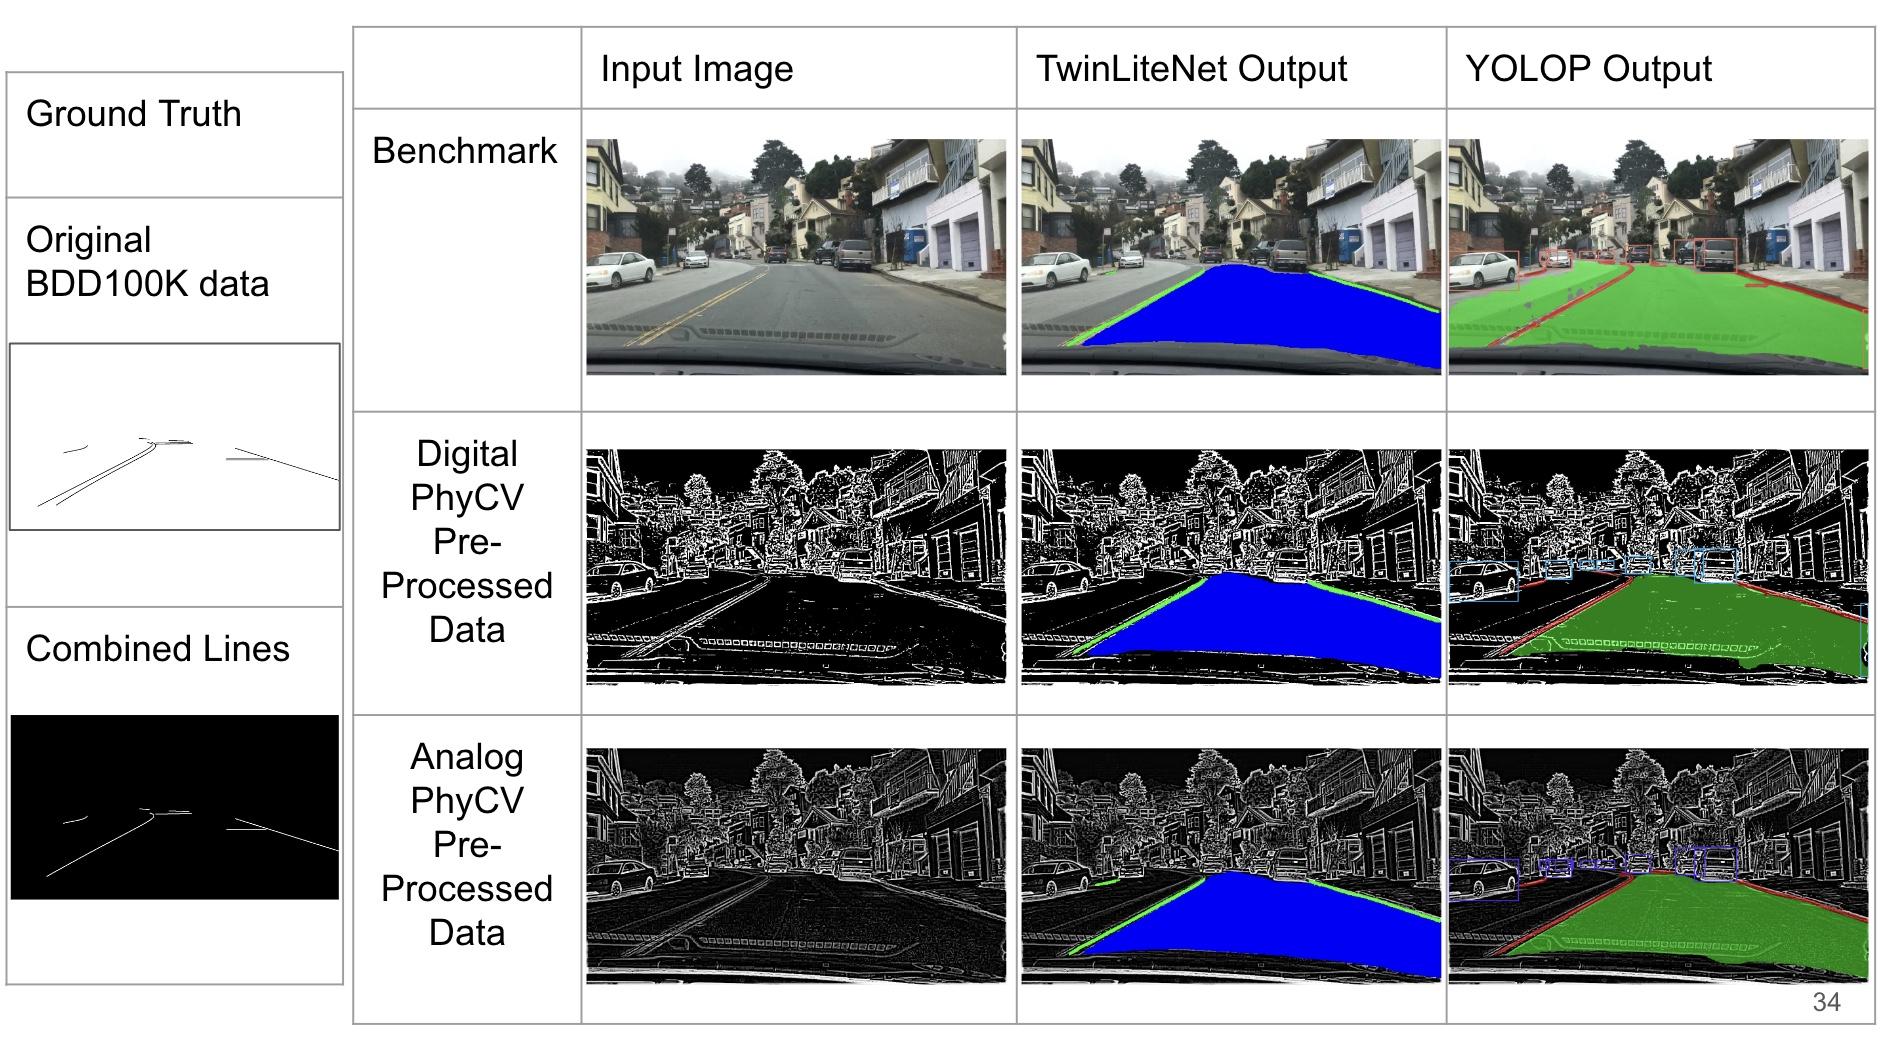 Ground Truth
Original
BDD100K data
Combined Lines
Input Image
TwinLiteNet Output
YOLOP Output
Benchmark
Digital
PhyCV
Pre-
Processed
Data
Analog
PhyCV
Pre-
Processed
Data
34